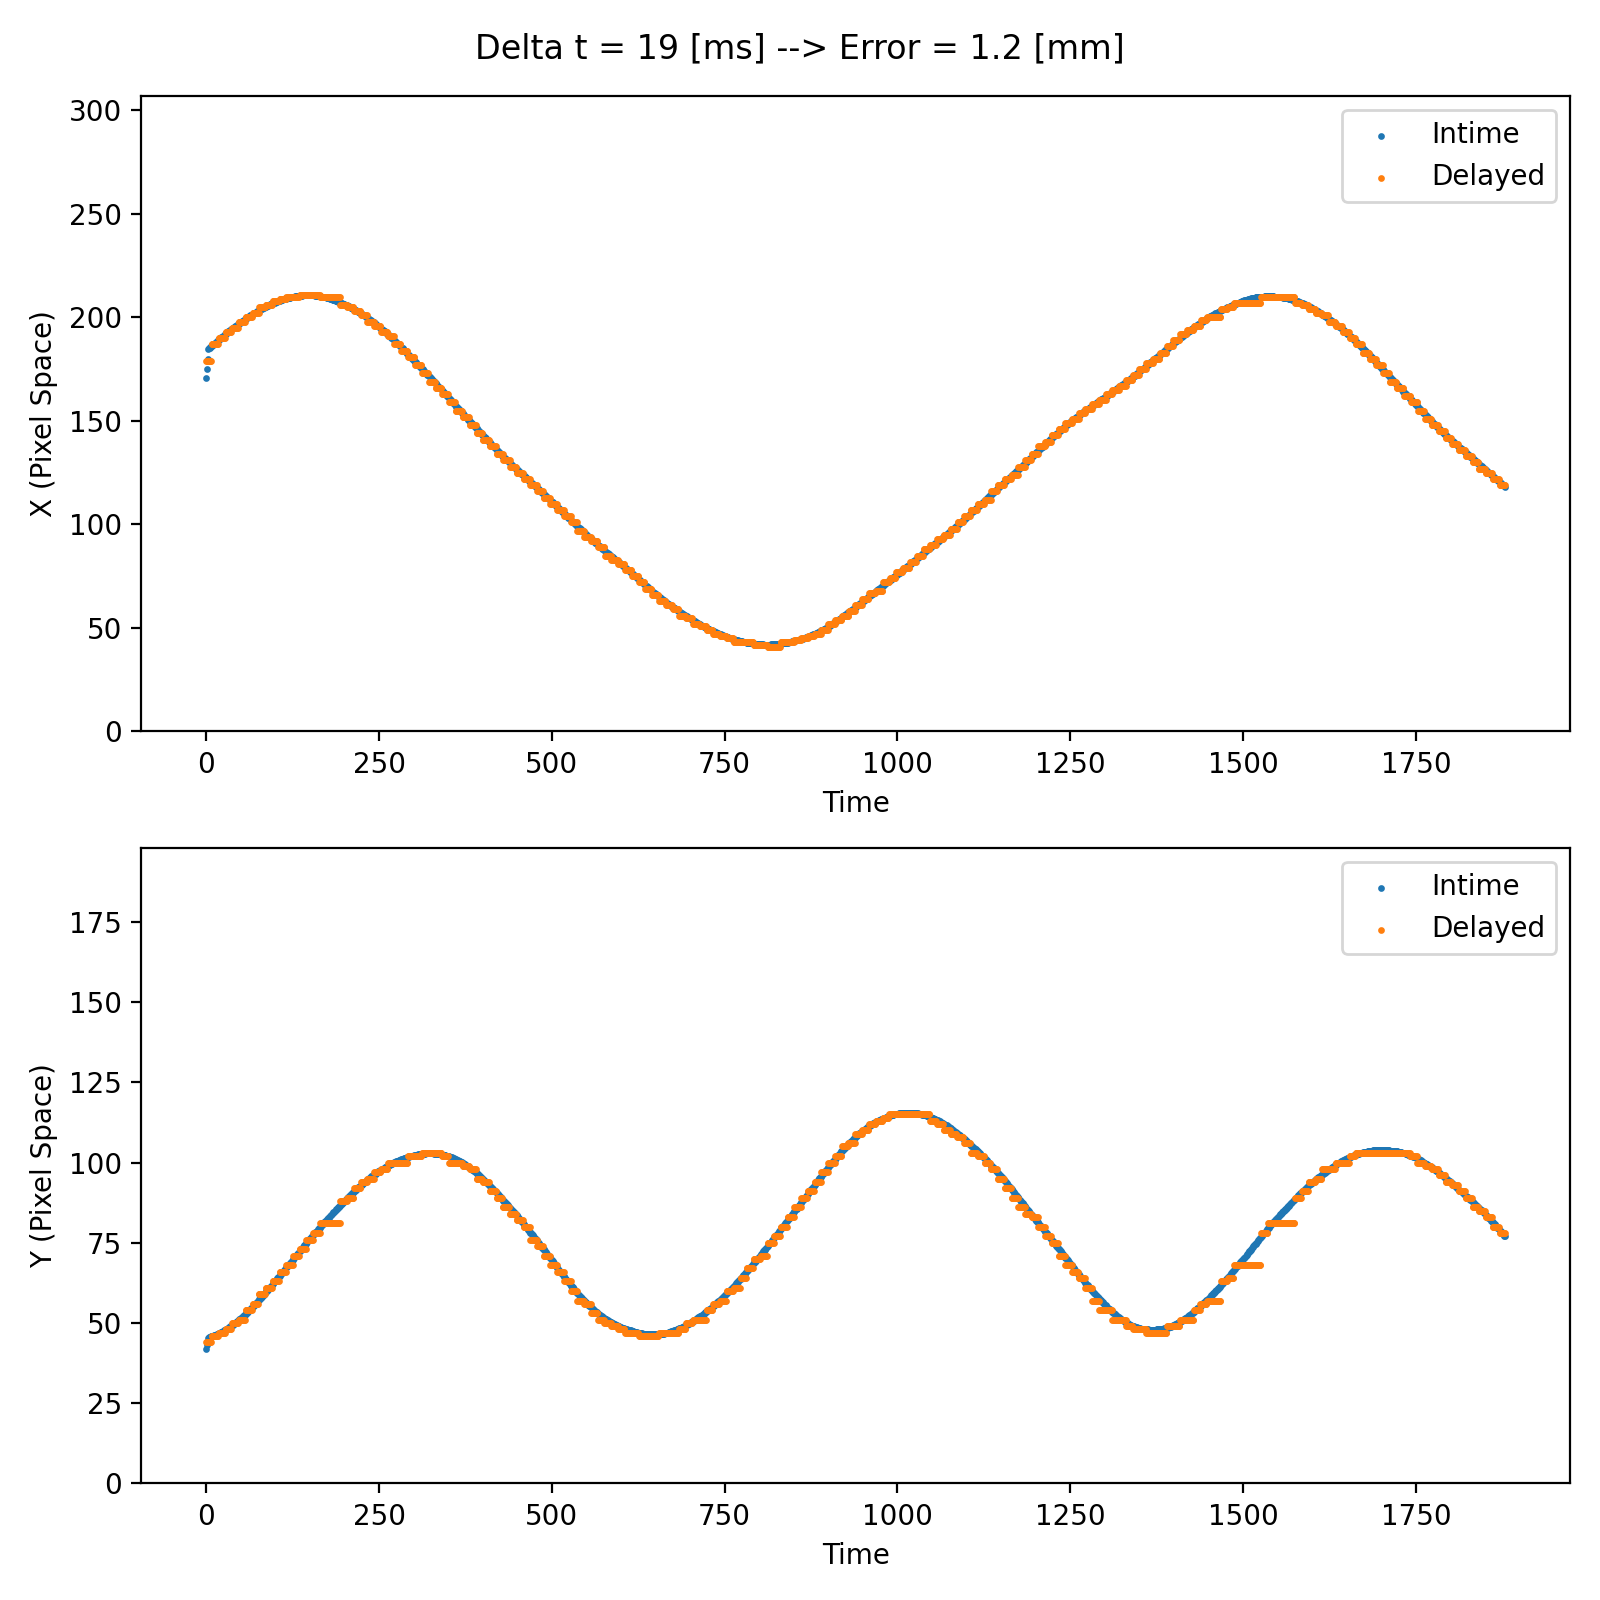 Delta t = 19 [ms] --> Error = 1.2 [mm]
300
250
200
150
100
50
0
X (Pixel Space)
Intime
Delayed
0 250 500 750 1000 1250 1500 1750
Time
175
150
125
100
75
50
25
0
Y (Pixel Space)
Intime
Delayed
0 250 500 750 1000 1250 1500 1750
Time